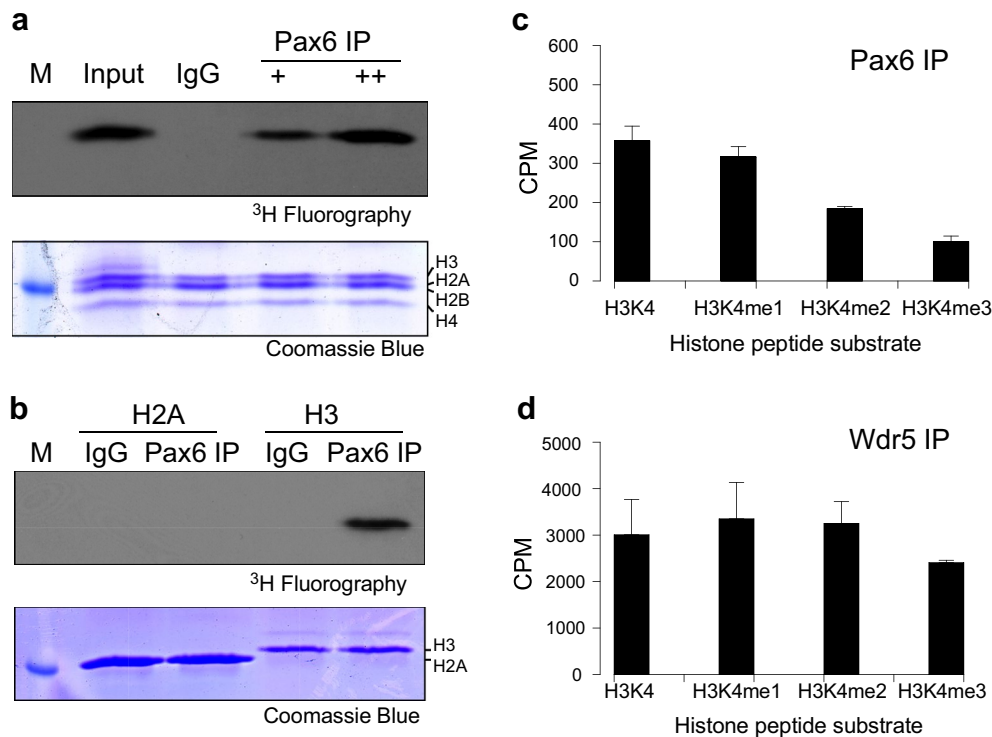 a
Pax6 IP
M Input IgG + ++
³H Fluorography
H3
H2A
H2B
H4
Coomassie Blue
b
H2A H3
M IgG Pax6 IP IgG Pax6 IP
³H Fluorography
H3
H2A
Coomassie Blue
c
Pax6 IP
CPM
600
500
400
300
200
100
0
H3K4 H3K4me1 H3K4me2 H3K4me3
Histone peptide substrate
d
Wdr5 IP
CPM
5000
4000
3000
2000
1000
0
H3K4 H3K4me1 H3K4me2 H3K4me3
Histone peptide substrate